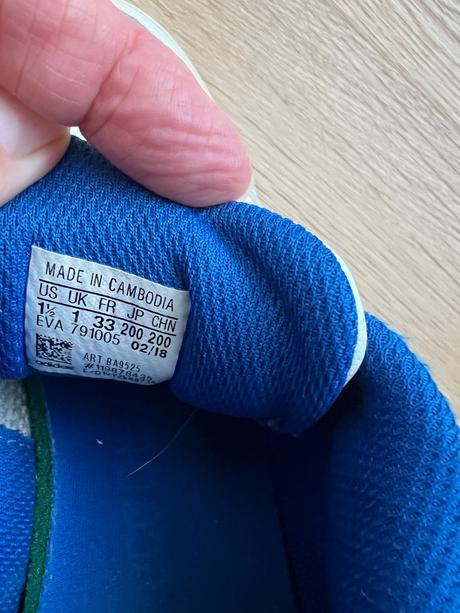 MADE IN CAMBODIA
US UK FR JP CHN
1½ 1 33 200 200
EVA 791005 02/18
ART BA9525
adidas